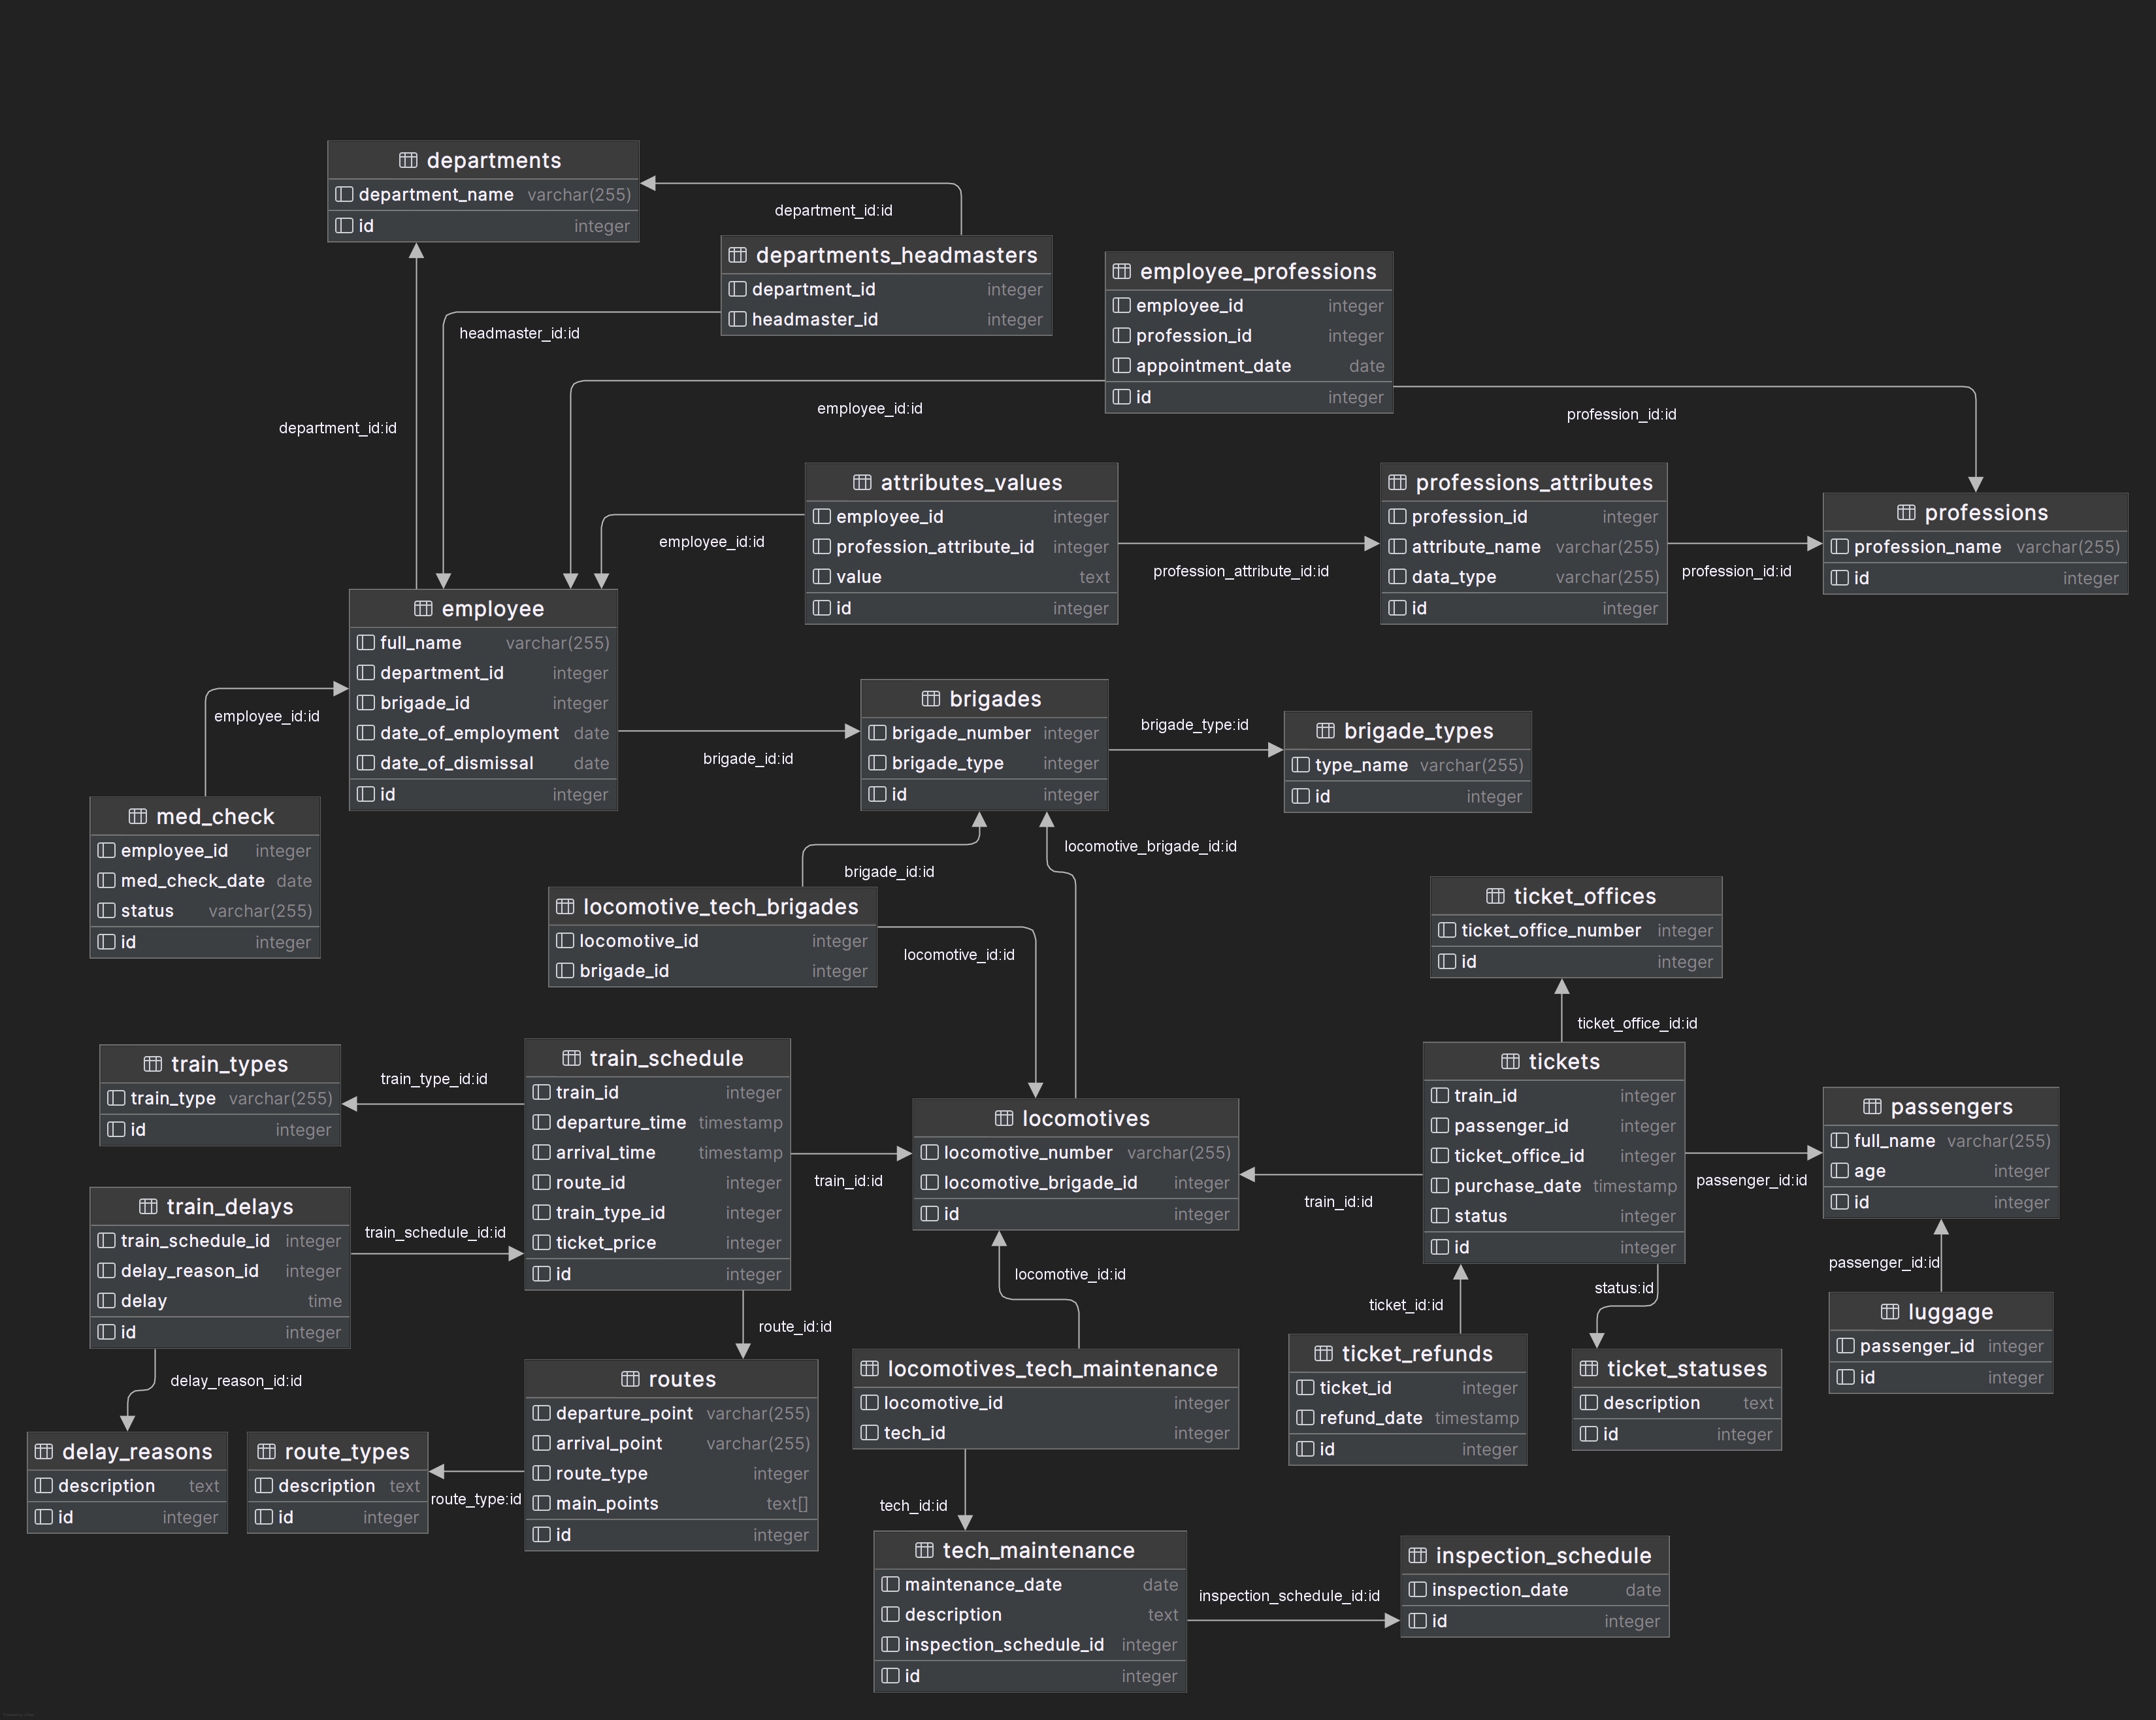 departments
department_name varchar(255)
id integer
department_id:id
departments_headmasters
department_id integer
headmaster_id integer
headmaster_id:id
employee_professions
employee_id integer
profession_id integer
appointment_date date
id integer
employee_id:id
profession_id:id
department_id:id
attributes_values
employee_id integer
profession_attribute_id integer
value text
id integer
employee_id:id
profession_attribute_id:id
professions_attributes
profession_id integer
attribute_name varchar(255)
data_type varchar(255)
id integer
profession_id:id
professions
profession_name varchar(255)
id integer
employee
full_name varchar(255)
department_id integer
brigade_id integer
date_of_employment date
date_of_dismissal date
id integer
employee_id:id
brigade_id:id
brigades
brigade_number integer
brigade_type integer
id integer
brigade_type:id
brigade_types
type_name varchar(255)
id integer
med_check
employee_id integer
med_check_date date
status varchar(255)
id integer
brigade_id:id
locomotive_brigade_id:id
locomotive_tech_brigades
locomotive_id integer
brigade_id integer
locomotive_id:id
ticket_offices
ticket_office_number integer
id integer
ticket_office_id:id
train_types
train_type varchar(255)
id integer
train_type_id:id
train_schedule
train_id integer
departure_time timestamp
arrival_time timestamp
route_id integer
train_type_id integer
ticket_price integer
id integer
train_id:id
locomotives
locomotive_number varchar(255)
locomotive_brigade_id integer
id integer
train_id:id
tickets
train_id integer
passenger_id integer
ticket_office_id integer
purchase_date timestamp
status integer
id integer
passenger_id:id
passengers
full_name varchar(255)
age integer
id integer
train_delays
train_schedule_id integer
delay_reason_id integer
delay time
id integer
train_schedule_id:id
route_id:id
locomotive_id:id
ticket_id:id
status:id
passenger_id:id
luggage
passenger_id integer
id integer
delay_reason_id:id
routes
departure_point varchar(255)
arrival_point varchar(255)
route_type integer
main_points text[]
id integer
locomotives_tech_maintenance
locomotive_id integer
tech_id integer
ticket_refunds
ticket_id integer
refund_date timestamp
id integer
ticket_statuses
description text
id integer
delay_reasons
description text
id integer
route_types
description text
id integer
route_type:id
tech_id:id
tech_maintenance
maintenance_date date
description text
inspection_schedule_id integer
id integer
inspection_schedule_id:id
inspection_schedule
inspection_date date
id integer